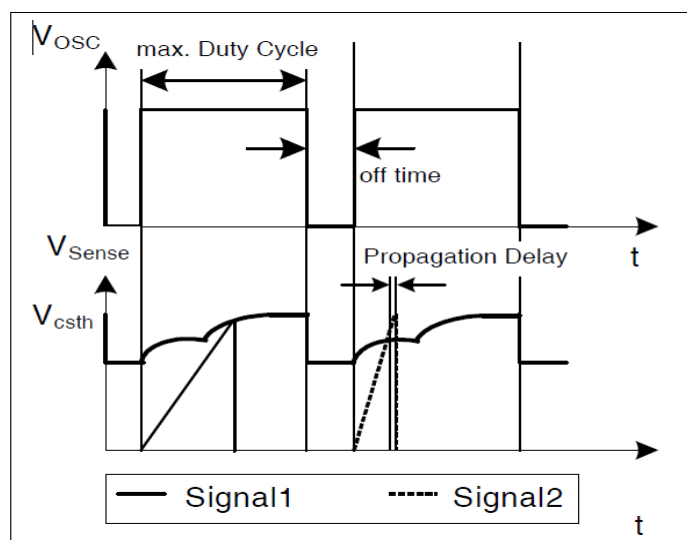 VOSC
max. Duty Cycle
off time
VSense
Propagation Delay
t
Vcsth
Signal1 Signal2
t